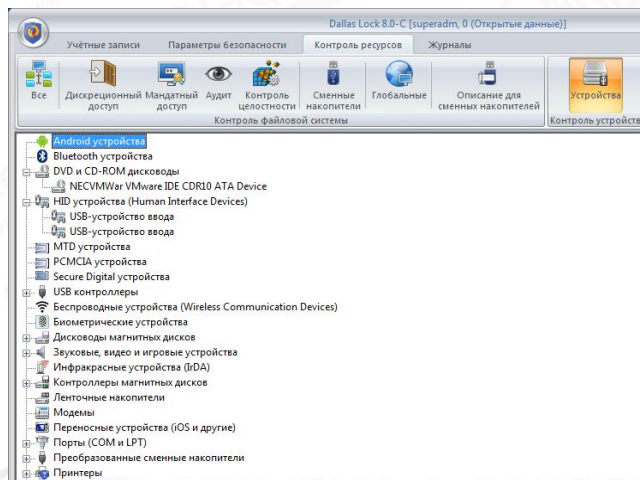 Dallas Lock 8.0-C [superadm, 0 (Открытые данные)]
Учётные записи Параметры безопасности Контроль ресурсов Журналы
Все Дискреционный доступ Мандатный доступ Аудит Контроль целостности Сменные накопители Глобальные Описание для сменных накопителей Устройства
Контроль файловой системы Контроль устройств
Android устройства
Bluetooth устройства
DVD и CD-ROM дисководы
NECVMWar VMware IDE CDR10 ATA Device
HID устройства (Human Interface Devices)
USB-устройство ввода
USB-устройство ввода
MTD устройства
PCMCIA устройства
Secure Digital устройства
USB контроллеры
Беспроводные устройства (Wireless Communication Devices)
Биометрические устройства
Дисководы магнитных дисков
Звуковые, видео и игровые устройства
Инфракрасные устройства (IrDA)
Контроллеры магнитных дисков
Ленточные накопители
Модемы
Переносные устройства (iOS и другие)
Порты (COM и LPT)
Преобразованные сменные накопители
Принтеры